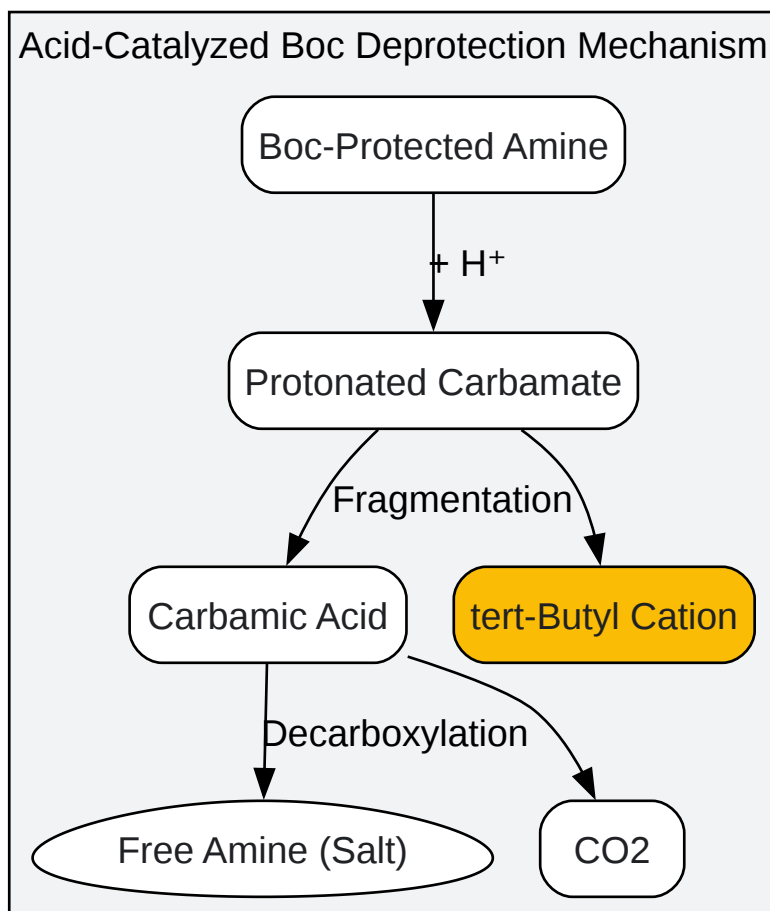 Acid-Catalyzed Boc Deprotection Mechanism
Boc-Protected Amine
+ H⁺
Protonated Carbamate
Fragmentation
Carbamic Acid
tert-Butyl Cation
Decarboxylation
Free Amine (Salt)
CO2